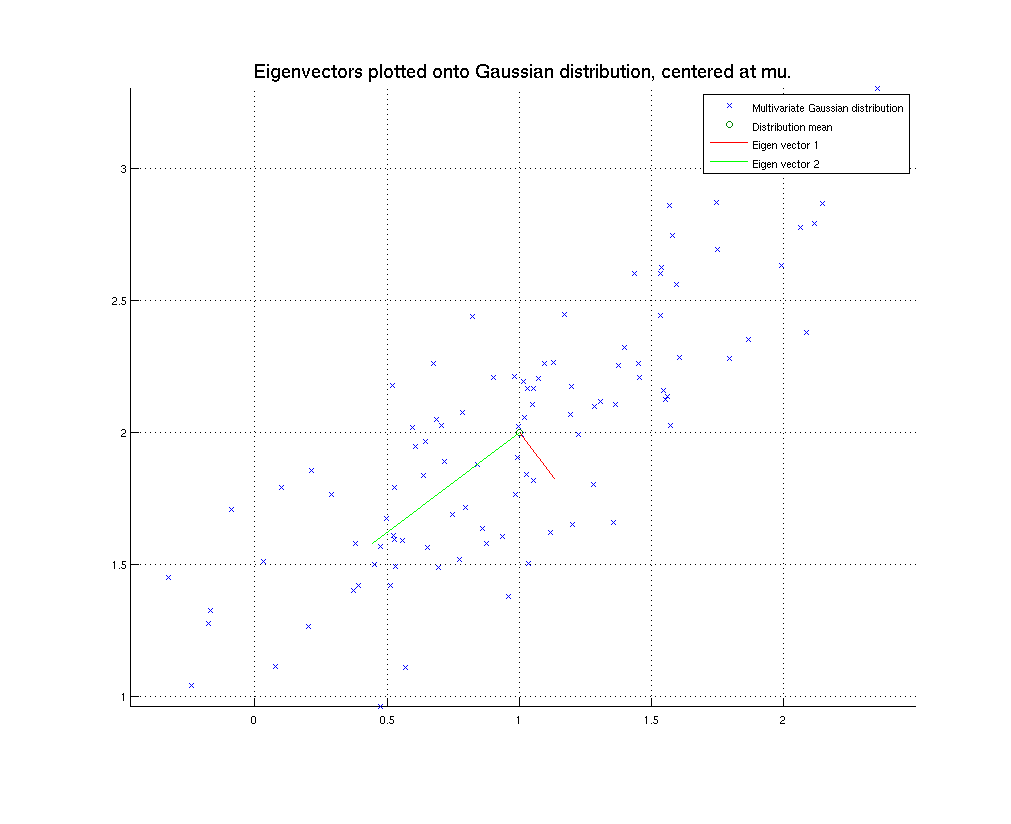 Eigenvectors plotted onto Gaussian distribution, centered at mu.
Multivariate Gaussian distribution
Distribution mean
Eigen vector 1
Eigen vector 2
3
2.5
2
1.5
1
0 0.5 1 1.5 2